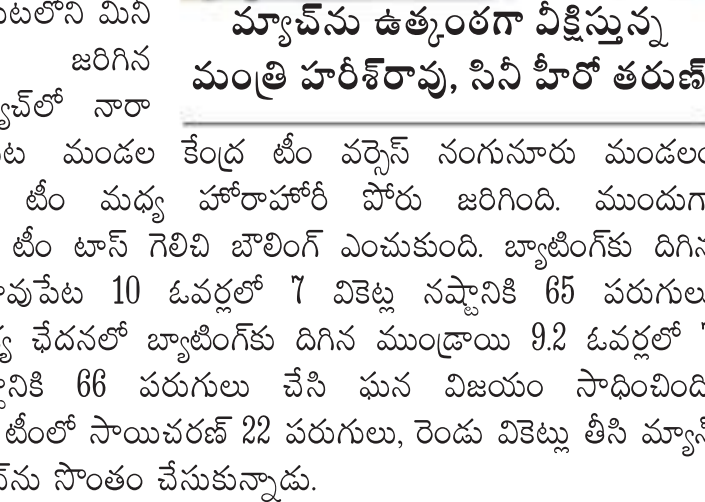 మ్యాచ్‌ను ఉత్కంఠగా వీక్షిస్తున్న
మంత్రి హరీశ్‌రావు, సినీ హీరో తరుణ్
టలోని మినీ
జరిగిన
్యచ్‌లో నారా
ట మండల కేంద్ర టీం వర్సెస్ నంగునూరు మండలం
టీం మధ్య హోరాహోరీ పోరు జరిగింది. ముందుగా
టీం టాస్ గెలిచి బౌలింగ్ ఎంచుకుంది. బ్యాటింగ్‌కు దిగిన
వుపేట 10 ఓవర్లలో 7 వికెట్ల నష్టానికి 65 పరుగులు
ఛేదనలో బ్యాటింగ్‌కు దిగిన ముండ్రాయి 9.2 ఓవర్లలో
నికి 66 పరుగులు చేసి ఘన విజయం సాధించింది
టీంలో సాయిచరణ్ 22 పరుగులు, రెండు వికెట్లు తీసి మ్యాన్
ను సొంతం చేసుకున్నాడు.